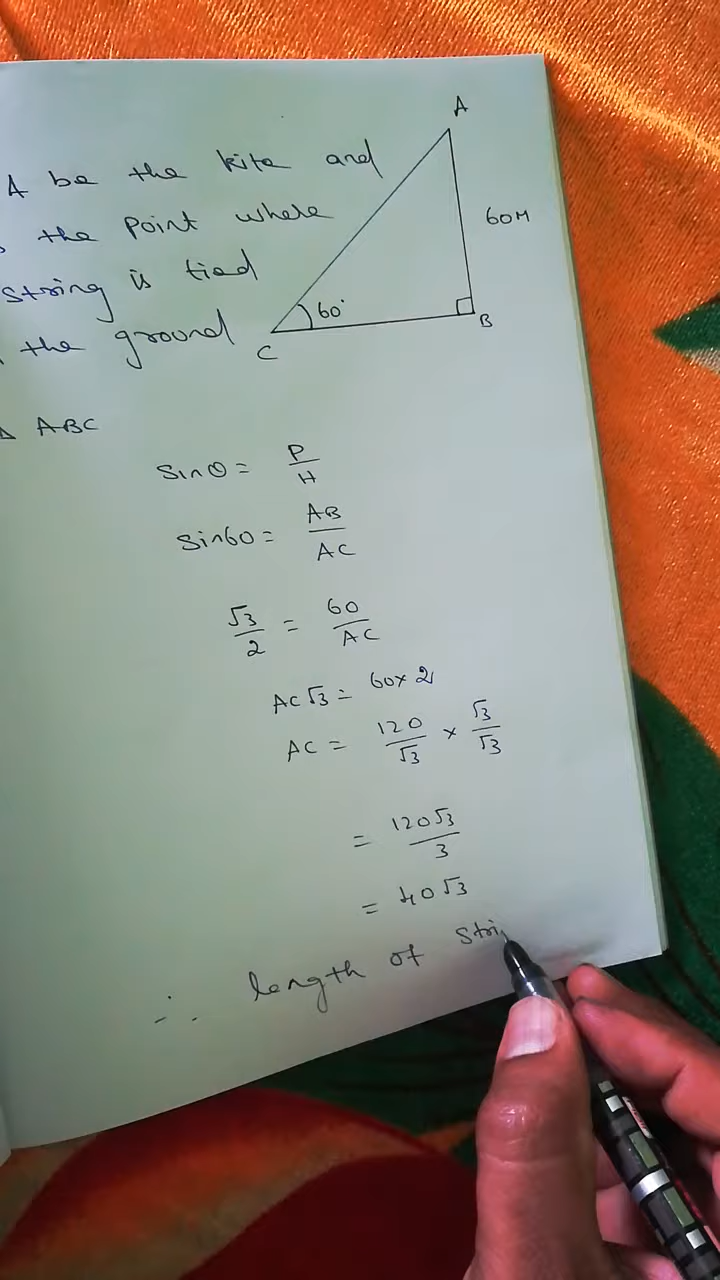 A
A be the kite and
the point where
60M
string is tied
60°
B
the ground
C
ABC
Sinθ = P/H
Sin60 = AB/AC
√3/2 = 60/AC
AC√3 = 60×2
AC = 120/√3 × √3/√3
= 120√3/3
= 40√3
∴ length of stri